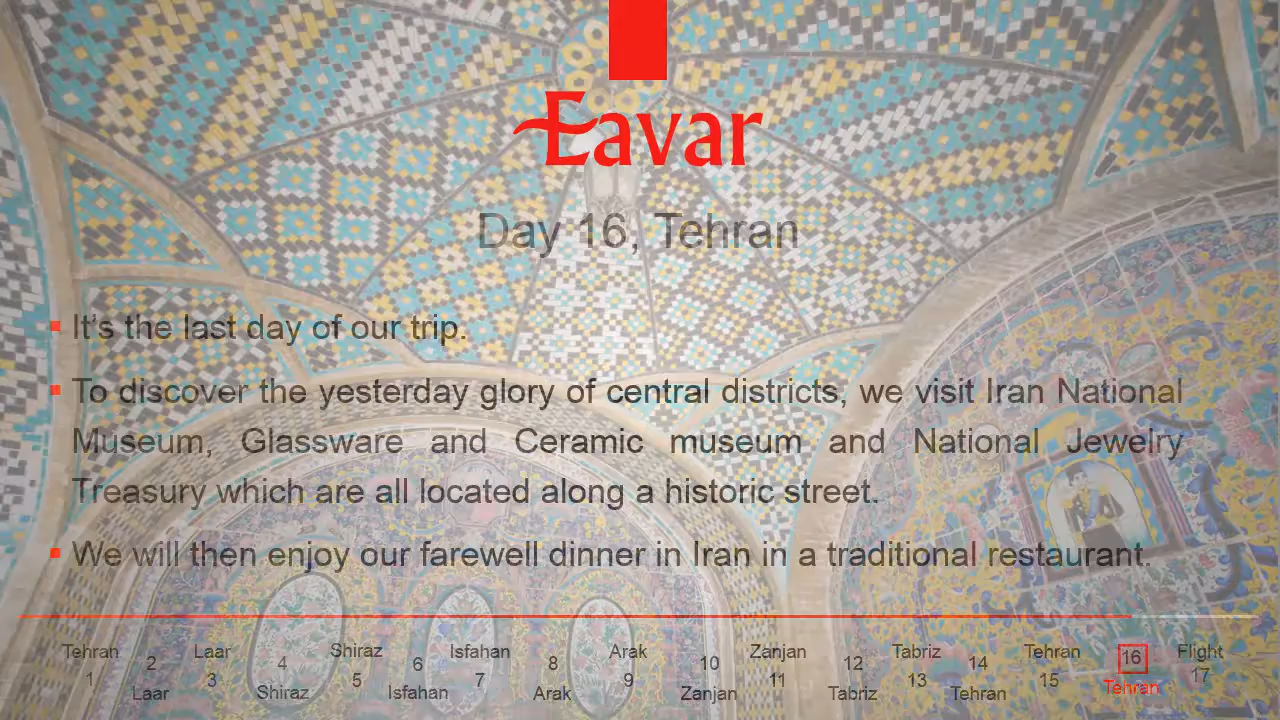 Eavar
Day 16, Tehran
▪ It's the last day of our trip.
▪ To discover the yesterday glory of central districts, we visit Iran National
Museum, Glassware and Ceramic museum and National Jewelry
Treasury which are all located along a historic street.
▪ We will then enjoy our farewell dinner in Iran in a traditional restaurant.
Tehran 1
2 Laar
Laar 3
4 Shiraz
Shiraz 5
6 Isfahan
Isfahan 7
8 Arak
Arak 9
10 Zanjan
Zanjan 11
12 Tabriz
Tabriz 13
14 Tehran
Tehran 15
16 Tehran
Flight 17